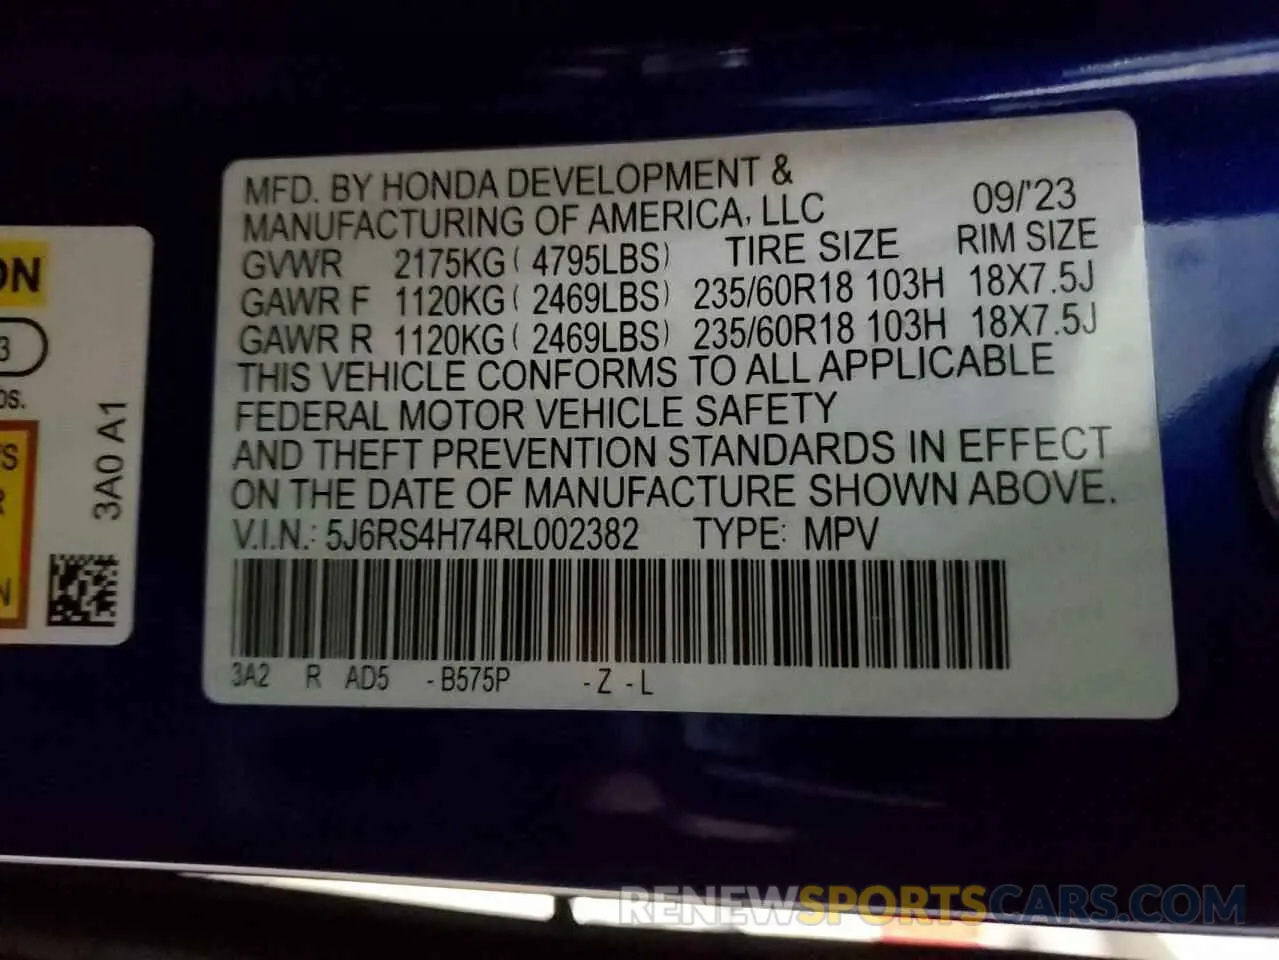 MFD. BY HONDA DEVELOPMENT &
MANUFACTURING OF AMERICA, LLC 09/'23
GVWR 2175KG ( 4795LBS) TIRE SIZE RIM SIZE
GAWR F 1120KG ( 2469LBS) 235/60R18 103H 18X7.5J
GAWR R 1120KG ( 2469LBS) 235/60R18 103H 18X7.5J
THIS VEHICLE CONFORMS TO ALL APPLICABLE
FEDERAL MOTOR VEHICLE SAFETY
AND THEFT PREVENTION STANDARDS IN EFFECT
ON THE DATE OF MANUFACTURE SHOWN ABOVE.
V.I.N.: 5J6RS4H74RL002382 TYPE: MPV
3A2 R AD5 -B575P -Z -L
3A0 A1
RENEWSPORTSCARS.COM